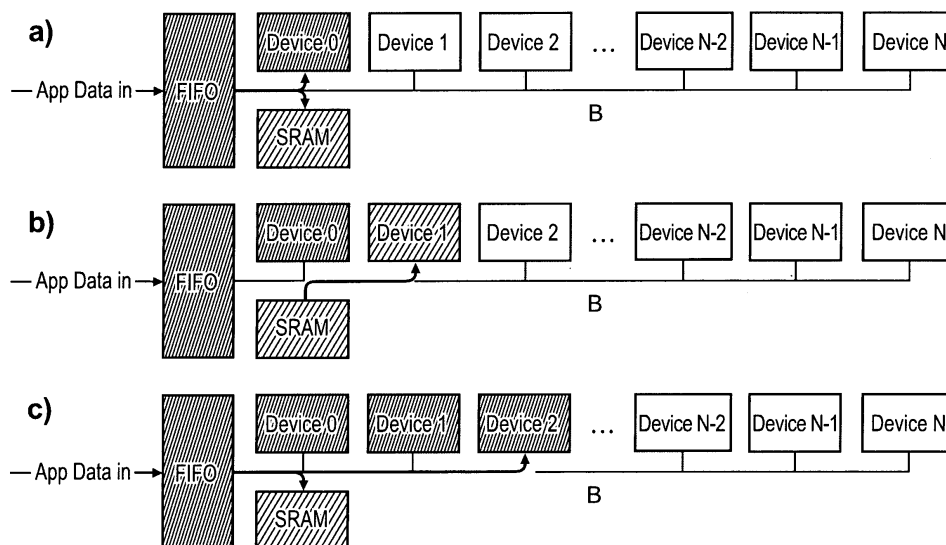 a)
Device 0 Device 1 Device 2 ... Device N-2 Device N-1 Device N
App Data in FIFO
B
SRAM
b)
Device 0 Device 1 Device 2 ... Device N-2 Device N-1 Device N
App Data in FIFO
B
SRAM
c)
Device 0 Device 1 Device 2 ... Device N-2 Device N-1 Device N
App Data in FIFO
B
SRAM